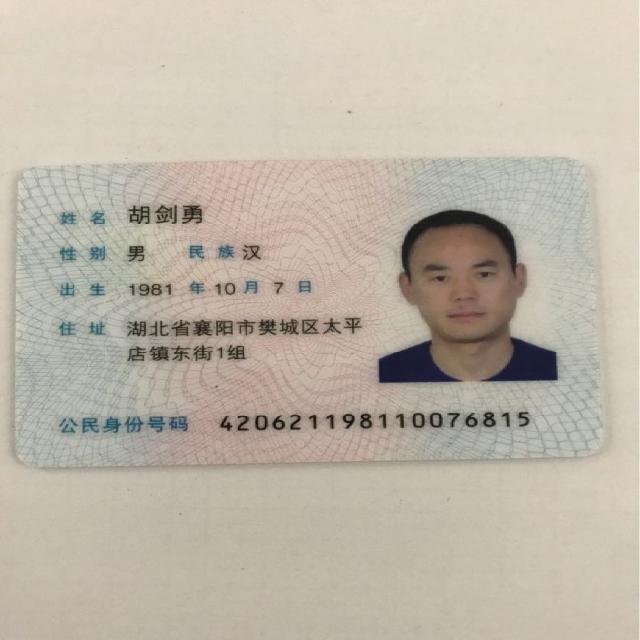 姓名 胡剑勇
性别 男 民族 汉
出生 1981 年 10 月 7 日
住址 湖北省襄阳市樊城区太平
店镇东街1组
公民身份号码 420621198110076815